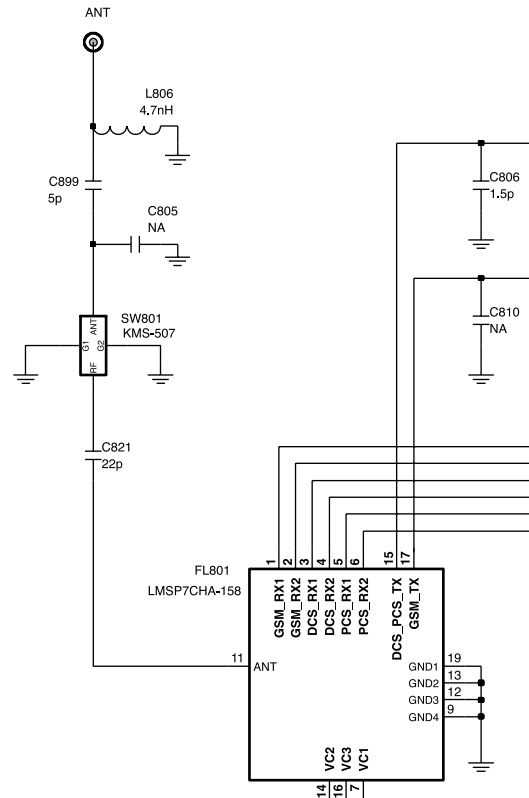 ANT
L806
4.7nH
C899
5p
C805
NA
C806
1.5p
SW801
KMS-507
ANT
G1
G2
RF
C810
NA
C821
22p
FL801
LMSP7CHA-158
1
2
3
4
5
6
15
17
GSM_RX1
GSM_RX2
DCS_RX1
DCS_RX2
PCS_RX1
PCS_RX2
DCS_PCS_TX
GSM_TX
11
ANT
GND1
19
GND2
13
GND3
12
GND4
9
VC2
VC3
VC1
14
16
7